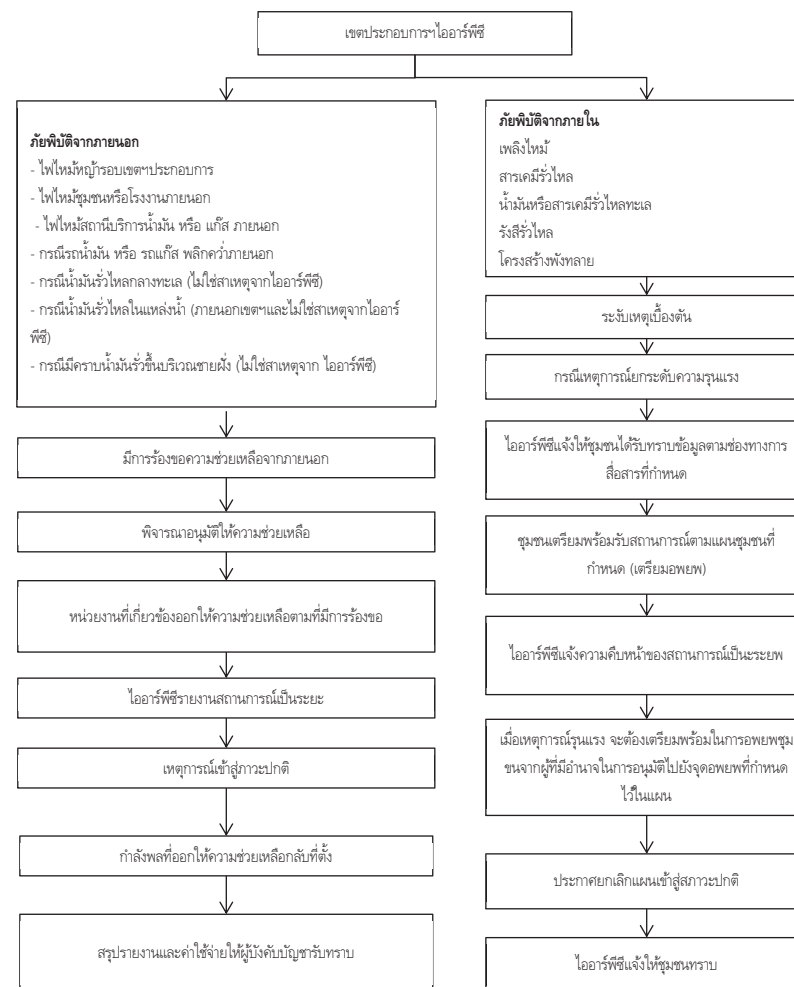 เขตประกอบการฯไออาร์พีซี
ภัยพิบัติจากภายนอก
- ไฟไหม้หญ้ารอบเขตฯประกอบการ
- ไฟไหม้ชุมชนหรือโรงงานภายนอก
- ไฟไหม้สถานีบริการน้ำมัน หรือ แก๊ส ภายนอก
- กรณีรถน้ำมัน หรือ รถแก๊ส พลิกคว่ำภายนอก
- กรณีน้ำมันรั่วไหลกลางทะเล (ไม่ใช่สาเหตุจากไออาร์พีซี)
- กรณีน้ำมันรั่วไหลในแหล่งน้ำ (ภายนอกเขตฯและไม่ใช่สาเหตุจากไออาร์
พีซี)
- กรณีมีคราบน้ำมันรั่วขึ้นบริเวณชายฝั่ง (ไม่ใช่สาเหตุจาก ไออาร์พีซี)
มีการร้องขอความช่วยเหลือจากภายนอก
พิจารณาอนุมัติให้ความช่วยเหลือ
หน่วยงานที่เกี่ยวข้องออกให้ความช่วยเหลือตามที่มีการร้องขอ
ไออาร์พีซีรายงานสถานการณ์เป็นระยะ
เหตุการณ์เข้าสู่ภาวะปกติ
กำลังพลที่ออกให้ความช่วยเหลือกลับที่ตั้ง
สรุปรายงานและค่าใช้จ่ายให้ผู้บังคับบัญชารับทราบ
ภัยพิบัติจากภายใน
เพลิงไหม้
สารเคมีรั่วไหล
น้ำมันหรือสารเคมีรั่วไหลทะเล
รังสีรั่วไหล
โครงสร้างพังทลาย
ระงับเหตุเบื้องต้น
กรณีเหตุการณ์ยกระดับความรุนแรง
ไออาร์พีซีแจ้งให้ชุมชนได้รับทราบข้อมูลตามช่องทางการ
สื่อสารที่กำหนด
ชุมชนเตรียมพร้อมรับสถานการณ์ตามแผนชุมชนที่
กำหนด (เตรียมอพยพ)
ไออาร์พีซีแจ้งความคืบหน้าของสถานการณ์เป็นะระยพ
เมื่อเหตุการณ์รุนแรง จะต้องเตรียมพร้อมในการอพยพชุม
ขนจากผู้ที่มีอำนาจในการอนุมัติไปยังจุดอพยพที่กำหนด
ไว้ในแผน
ประกาศยกเลิกแผนเข้าสู่สภาวะปกติ
ไออาร์พีซีแจ้งให้ชุมชนทราบ